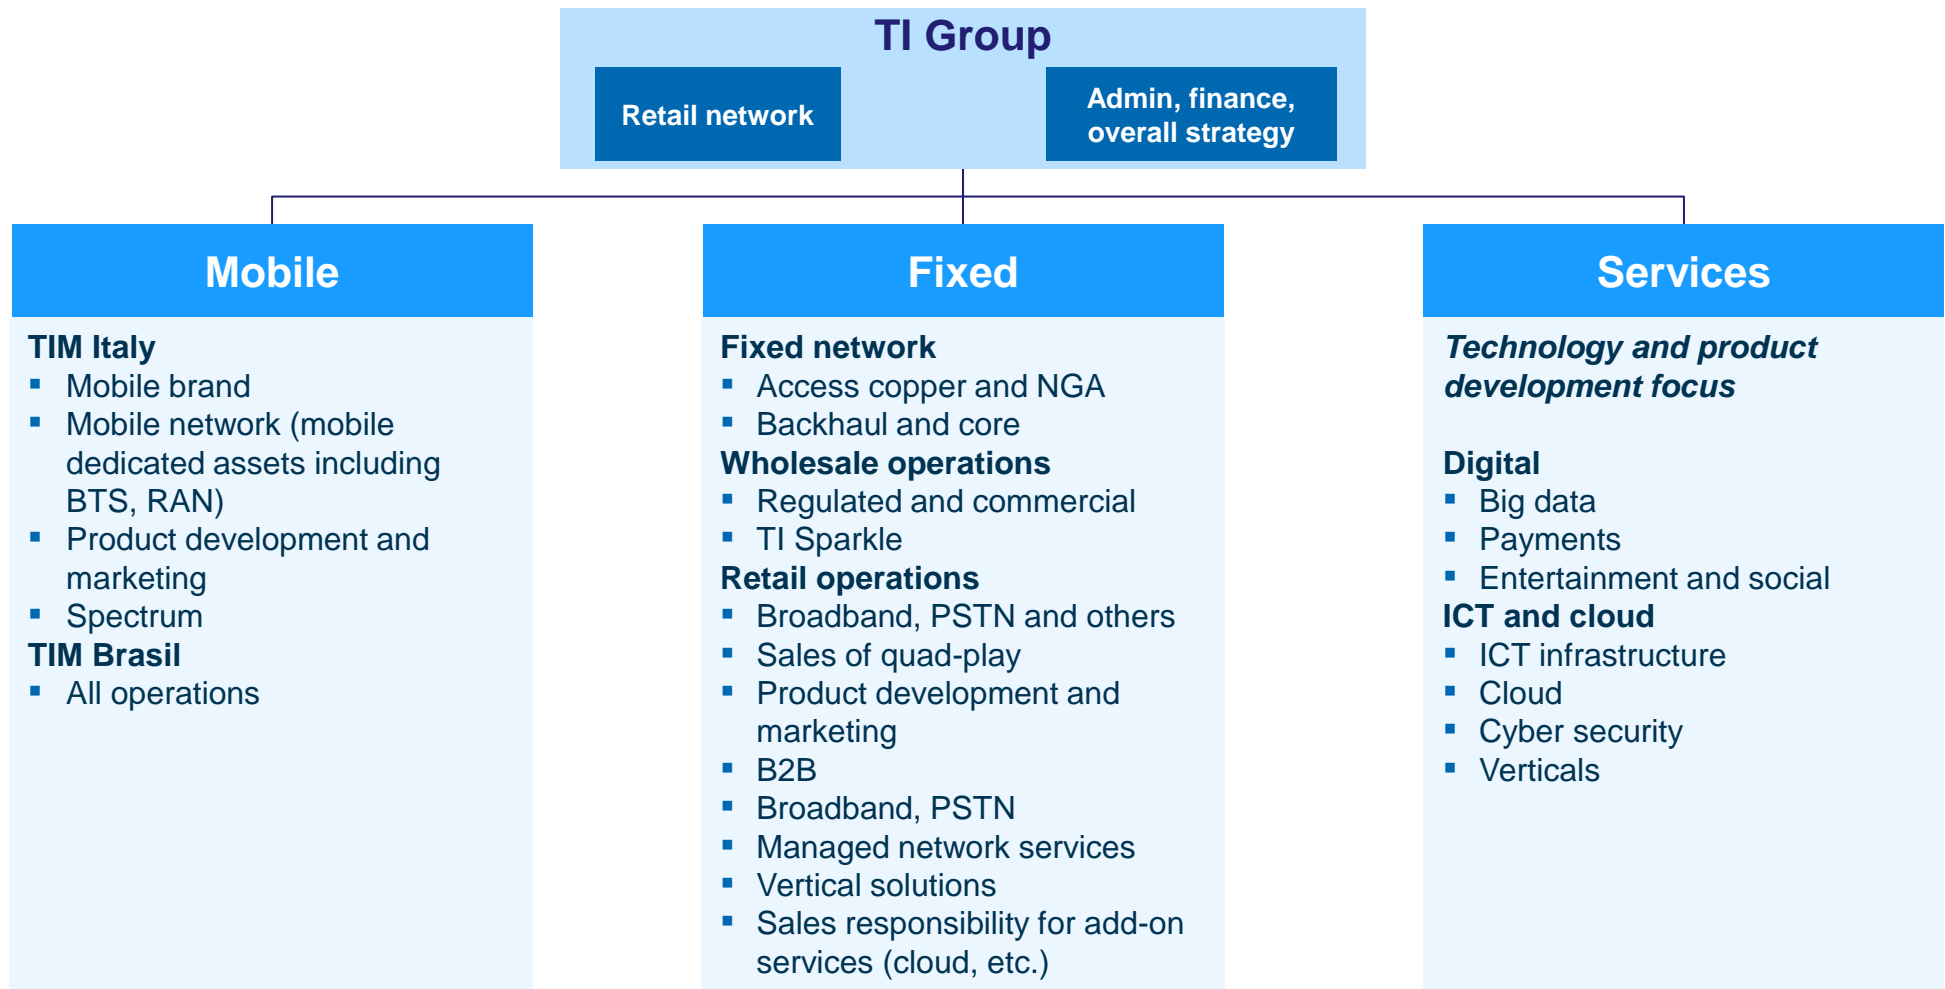 TI Group
Retail network
Admin, finance,
overall strategy
Mobile
TIM Italy
▪ Mobile brand
▪ Mobile network (mobile
dedicated assets including
BTS, RAN)
▪ Product development and
marketing
▪ Spectrum
TIM Brasil
▪ All operations
Fixed
Fixed network
▪ Access copper and NGA
▪ Backhaul and core
Wholesale operations
▪ Regulated and commercial
▪ TI Sparkle
Retail operations
▪ Broadband, PSTN and others
▪ Sales of quad-play
▪ Product development and
marketing
▪ B2B
▪ Broadband, PSTN
▪ Managed network services
▪ Vertical solutions
▪ Sales responsibility for add-on
services (cloud, etc.)
Services
Technology and product
development focus
Digital
▪ Big data
▪ Payments
▪ Entertainment and social
ICT and cloud
▪ ICT infrastructure
▪ Cloud
▪ Cyber security
▪ Verticals